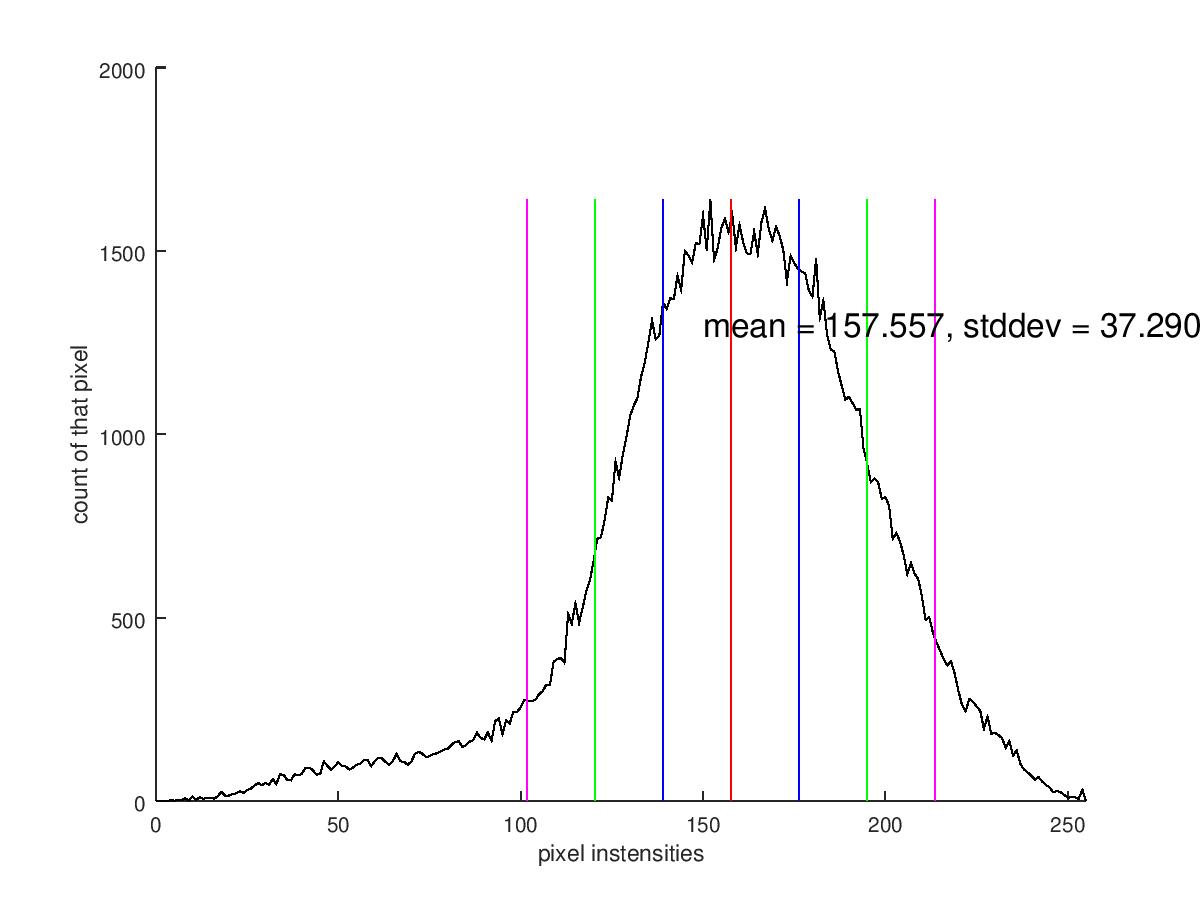 2000
1500
1000
500
0
count of that pixel
mean = 157.557, stddev = 37.290
0 50 100 150 200 250
pixel instensities